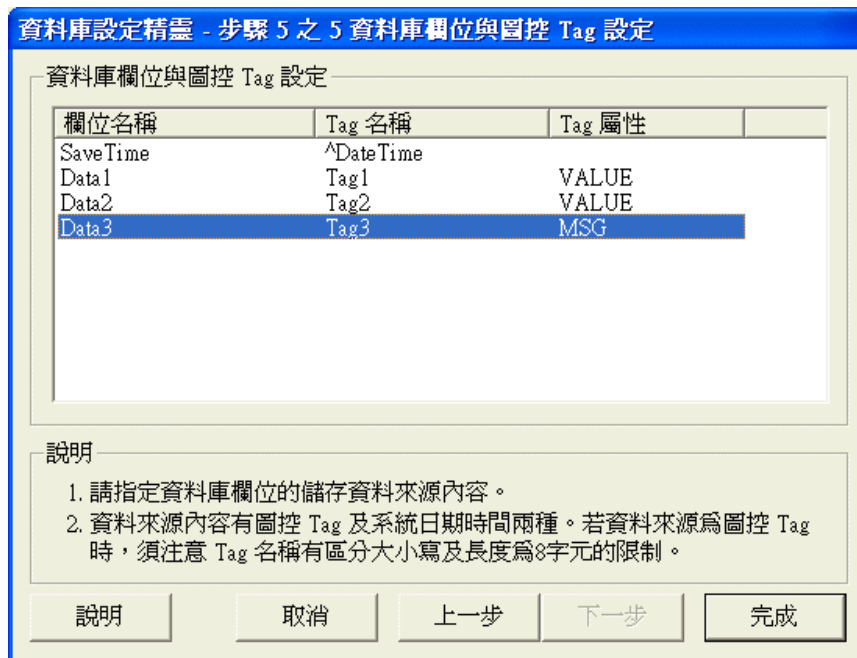 資料庫設定精靈 - 步驟 5 之 5 資料庫欄位與圖控 Tag 設定
資料庫欄位與圖控 Tag 設定
欄位名稱 Tag 名稱 Tag 屬性
SaveTime ^DateTime
Data1 Tag1 VALUE
Data2 Tag2 VALUE
Data3 Tag3 MSG
說明
1. 請指定資料庫欄位的儲存資料來源內容。
2. 資料來源內容有圖控 Tag 及系統日期時間兩種。若資料來源為圖控 Tag
時，須注意 Tag 名稱有區分大小寫及長度為8字元的限制。
說明 取消 上一步 下一步 完成